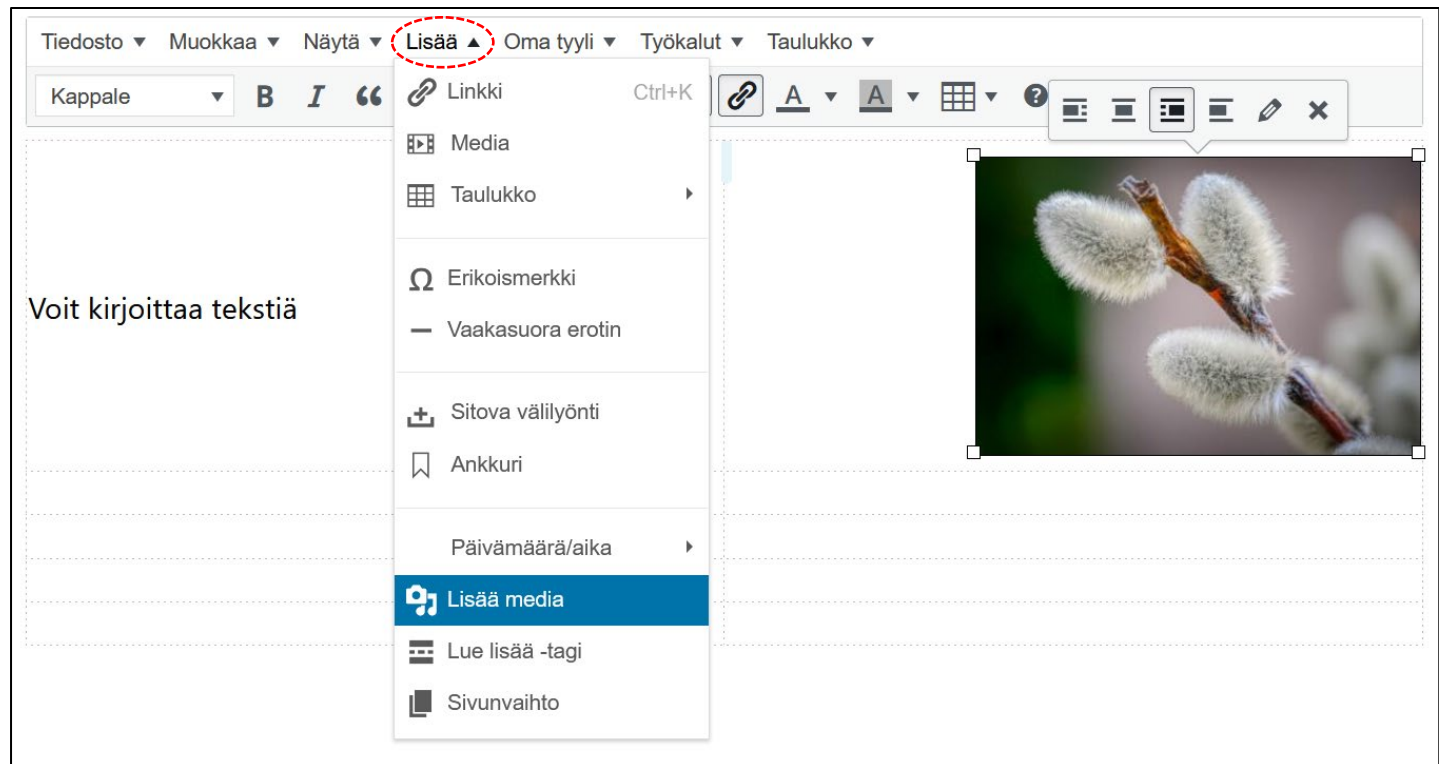 Tiedosto Muokkaa Näytä Lisää Oma tyyli Työkalut Taulukko
Kappale B I “ A A ?
Linkki Ctrl+K
Media
Taulukko
Ω Erikoismerkki
Vaakasuora erotin
Voit kirjoittaa tekstiä
Sitova välilyönti
Ankkuri
Päivämäärä/aika
Lisää media
Lue lisää -tagi
Sivunvaihto